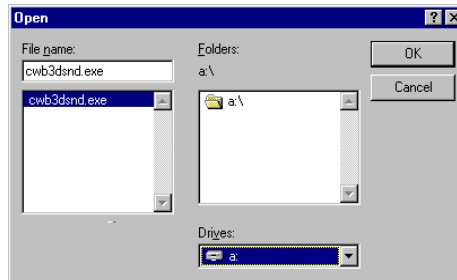 Open
File name:
cwb3dsnd.exe
cwb3dsnd.exe
Folders:
a:\
a:\
Drives:
a:
OK
Cancel